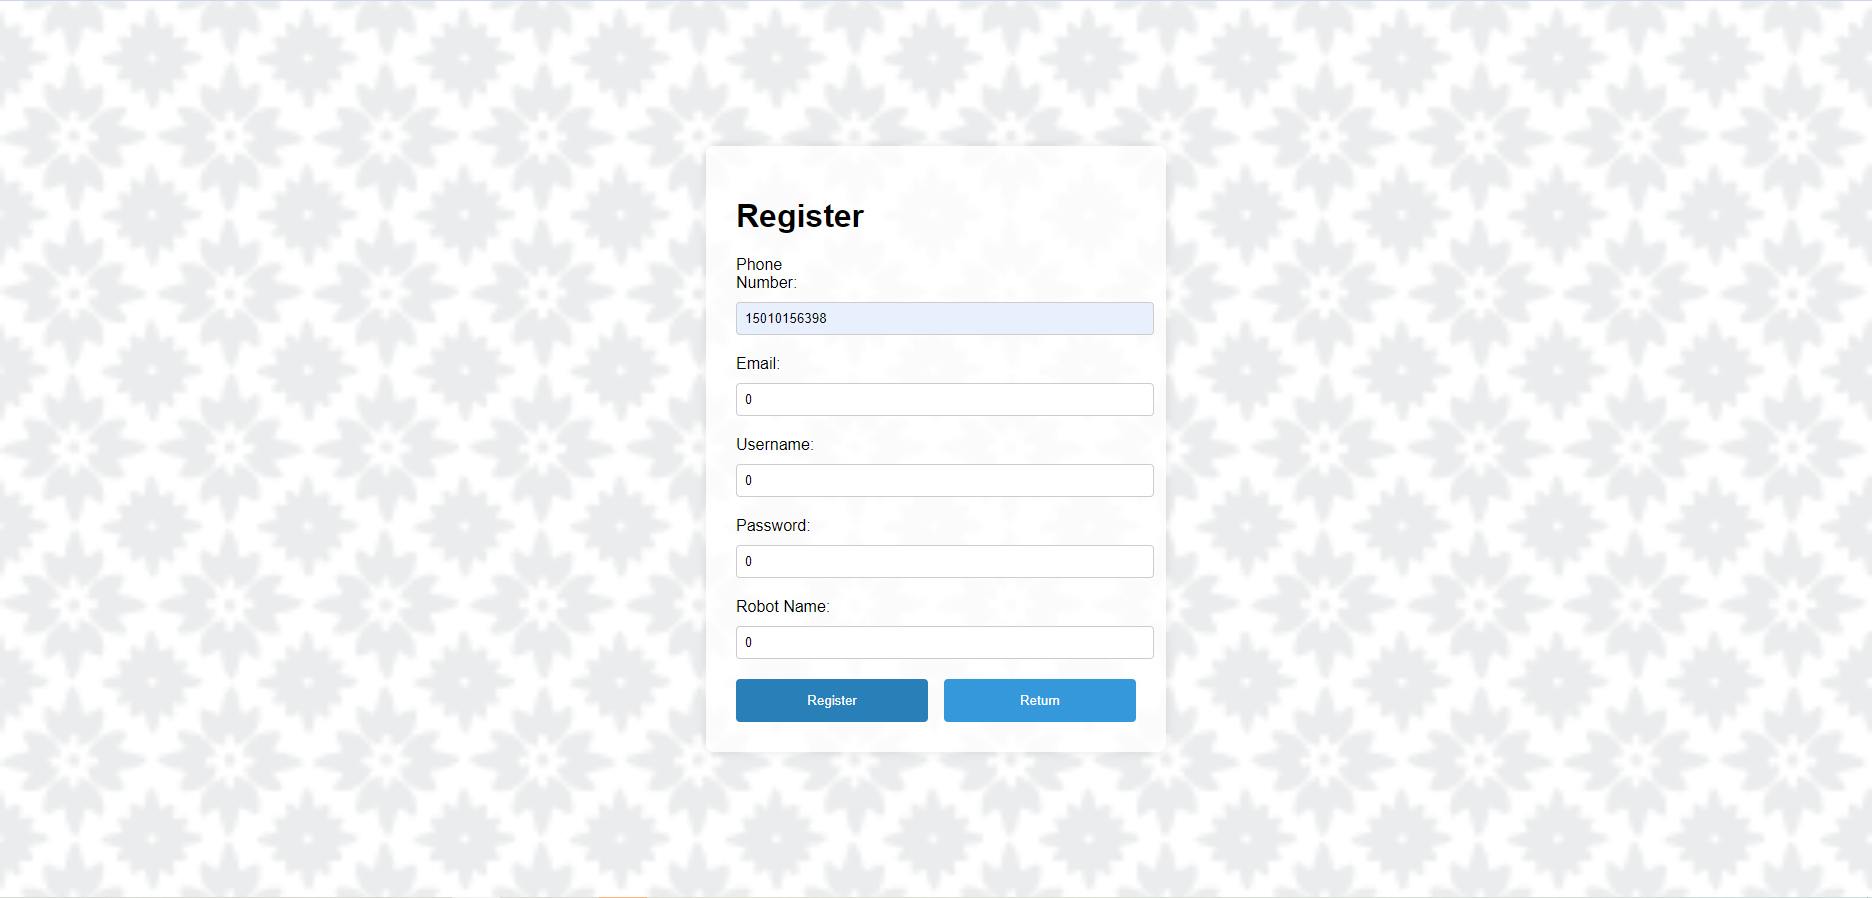 Register
Phone
Number:
15010156398
Email:
0
Username:
0
Password:
0
Robot Name:
0
Register Return